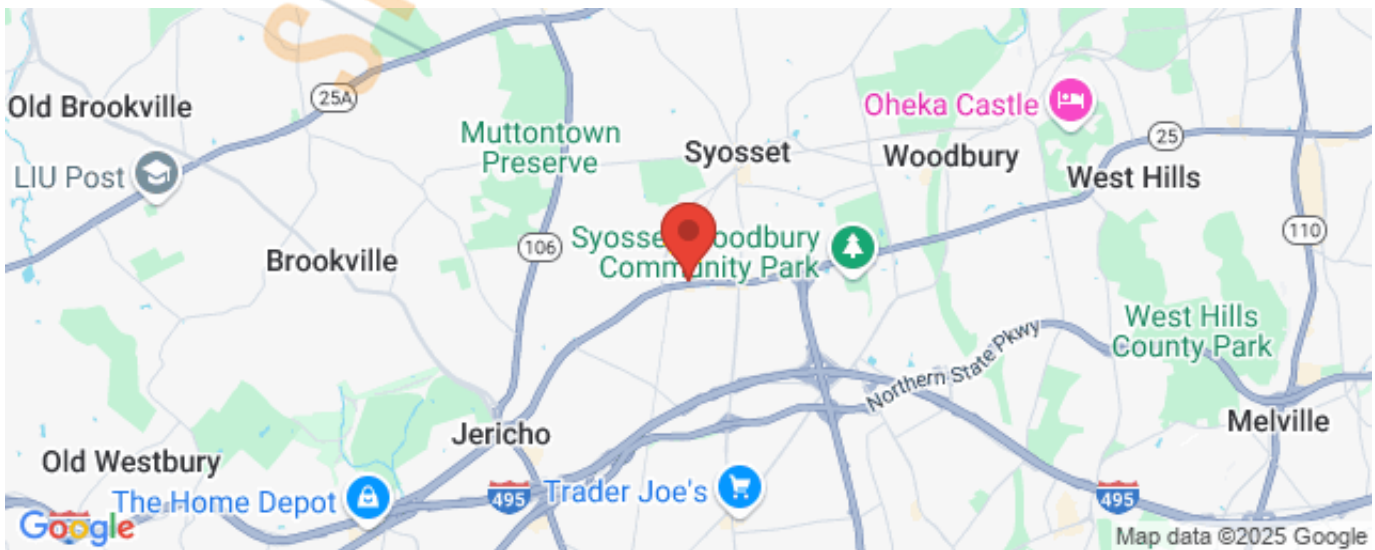 25A
Old Brookville
Muttontown
Preserve
LIU Post
Syosset
Oheka Castle
Woodbury
25
West Hills
Brookville
106
Community Park
110
West Hills
County Park
Northern State Pkwy
Jericho
Melville
Old Westbury
The Home Depot
495
Trader Joe's
495
Google
Map data ©2025 Google